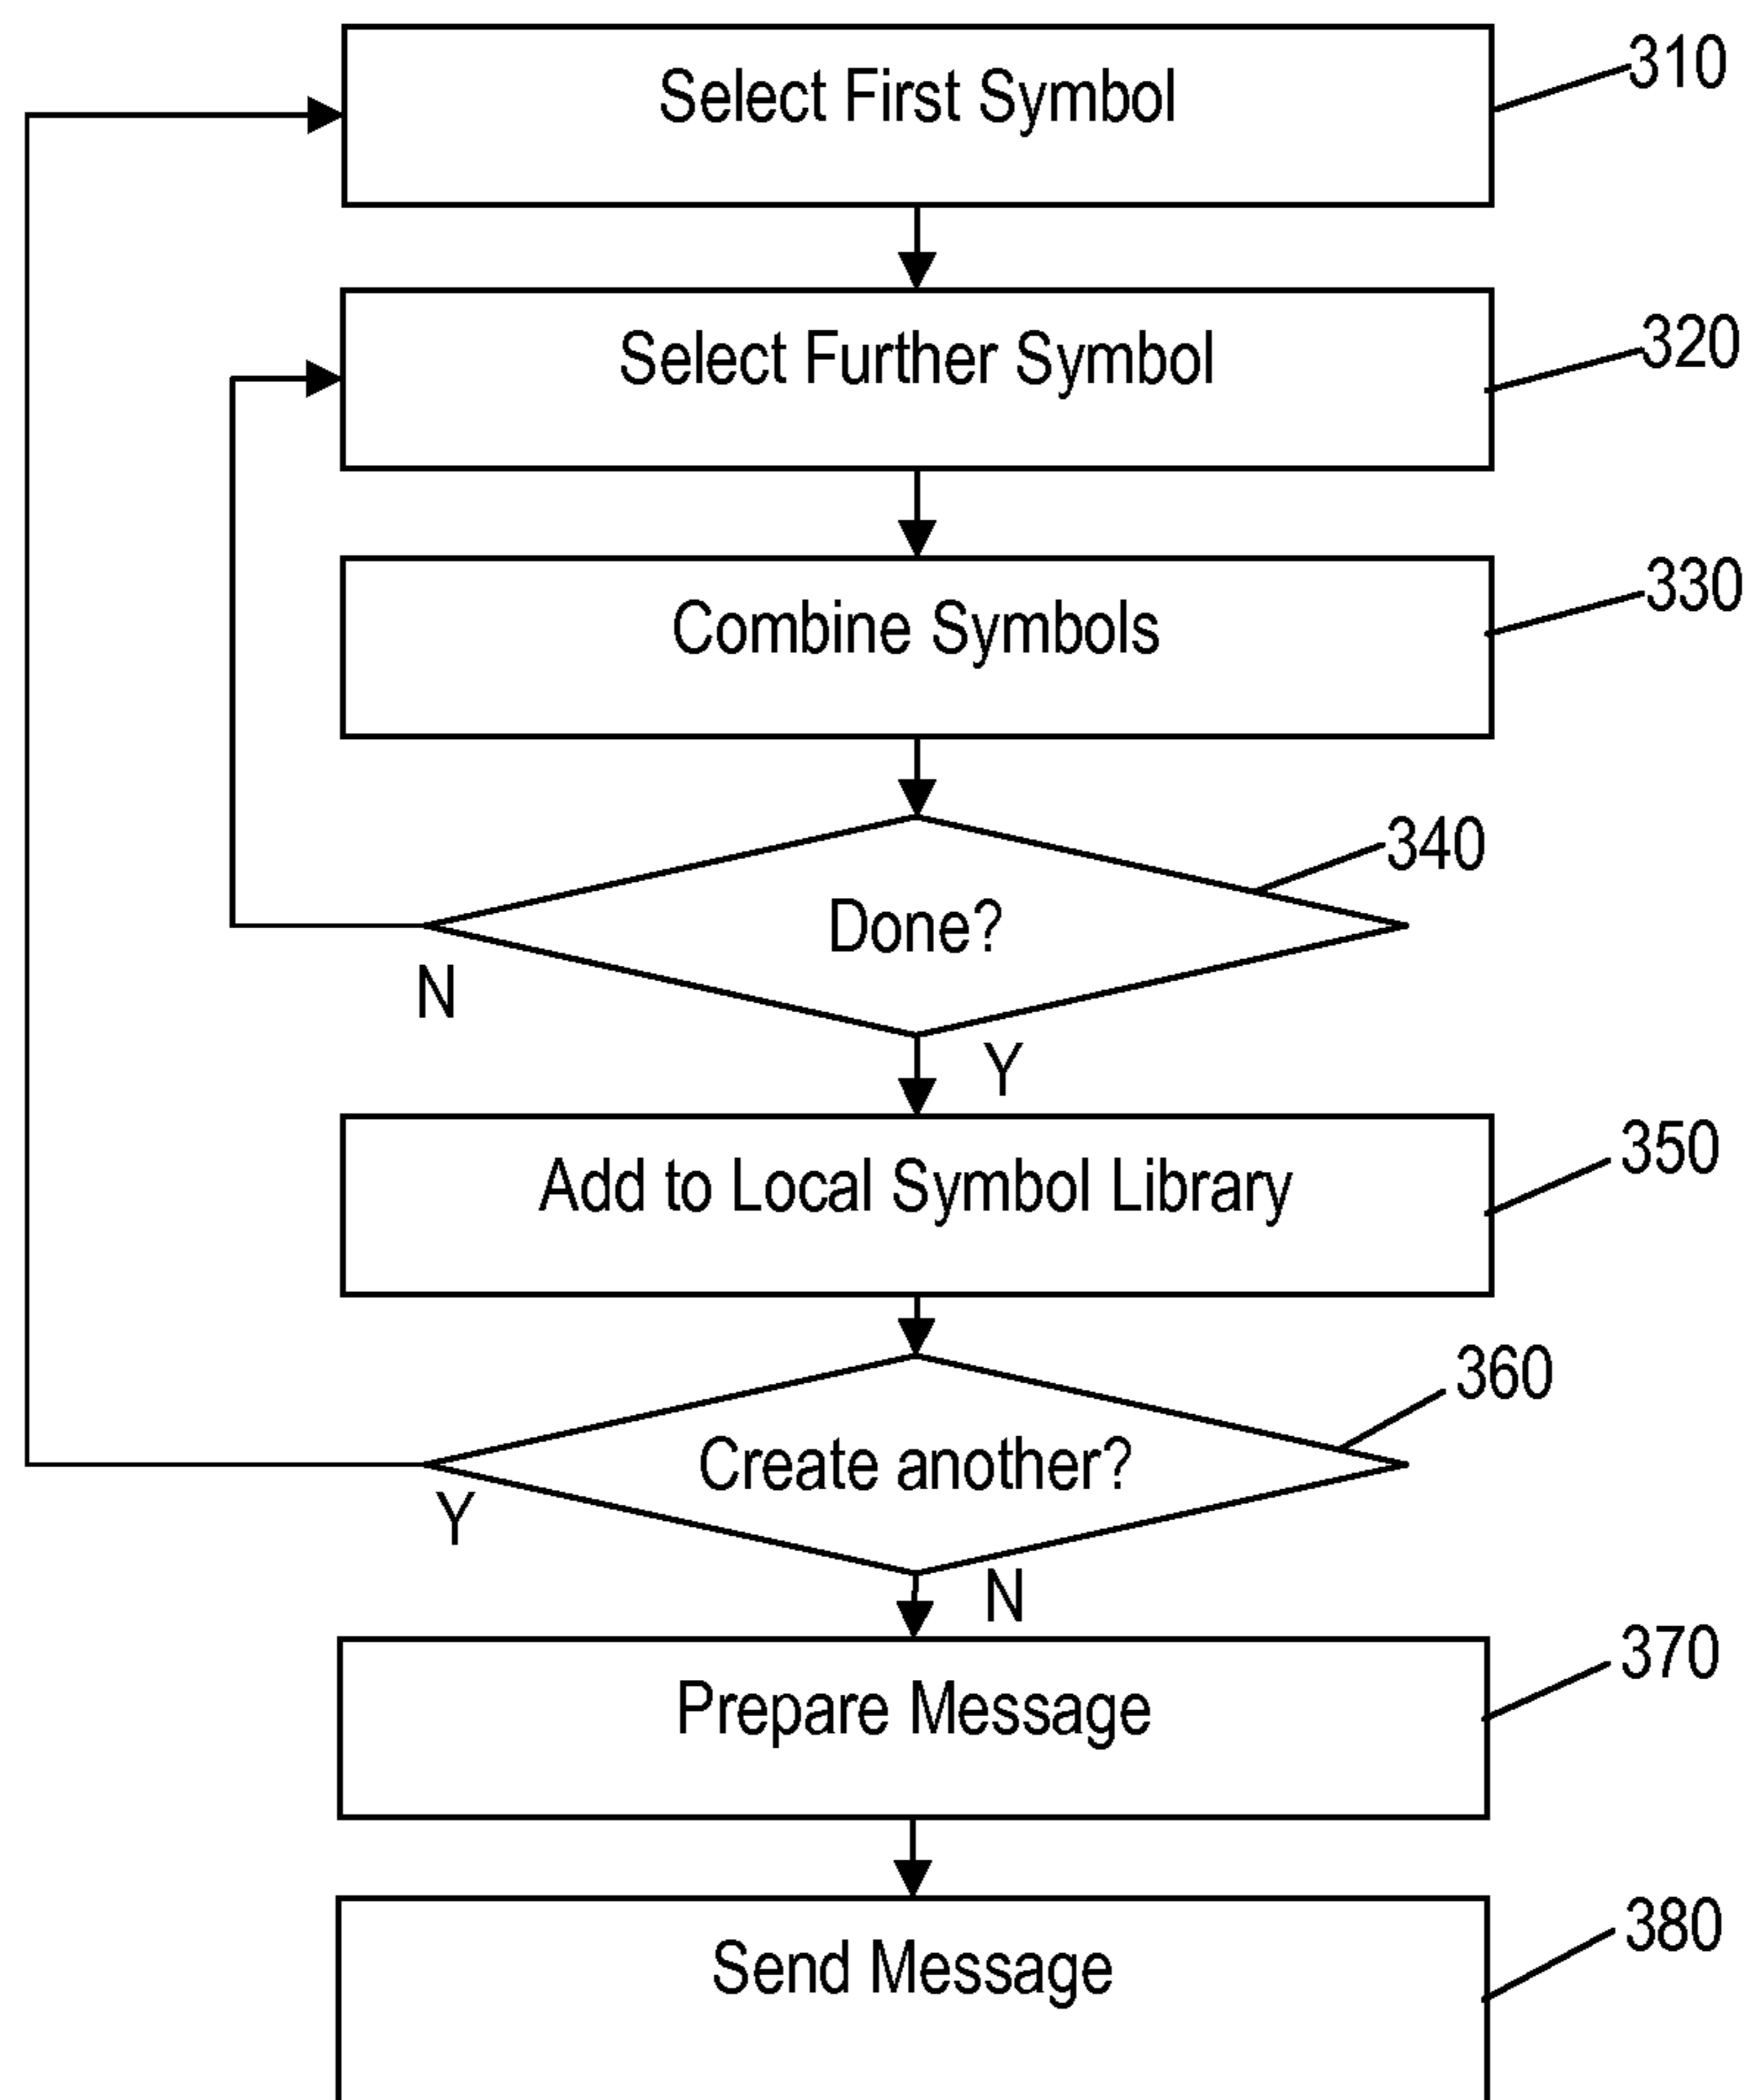 Select First Symbol
310
Select Further Symbol
320
Combine Symbols
330
340
Done?
N
Y
Add to Local Symbol Library
350
360
Create another?
Y
N
Prepare Message
370
Send Message
380